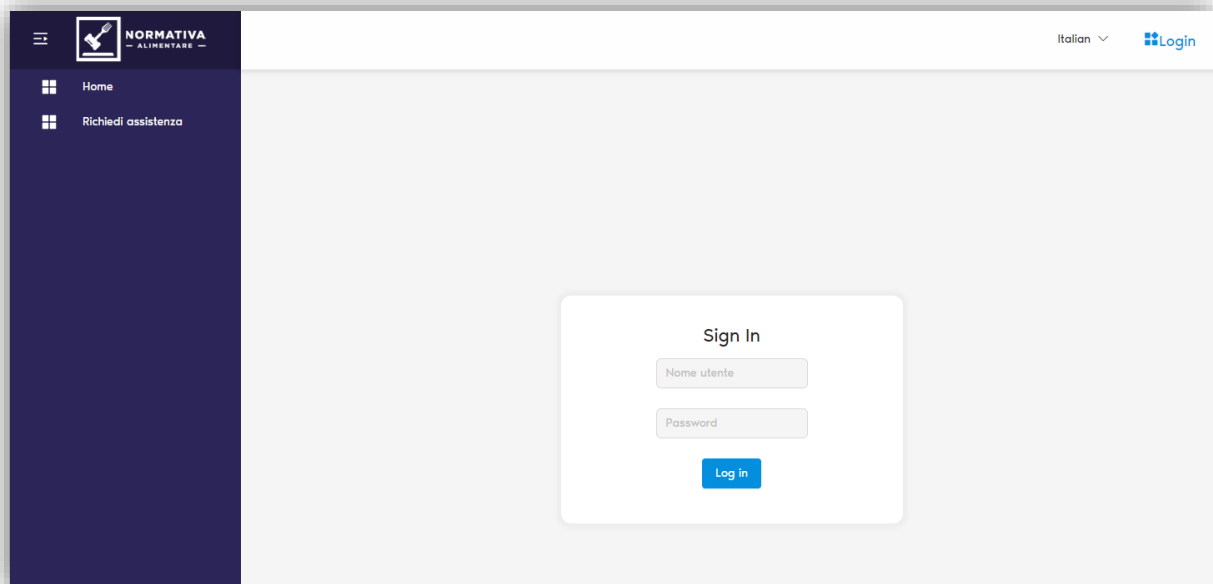 NORMATIVA
— ALIMENTARE —
Italian
Login
Home
Richiedi assistenza
Sign In
Nome utente
Password
Log in